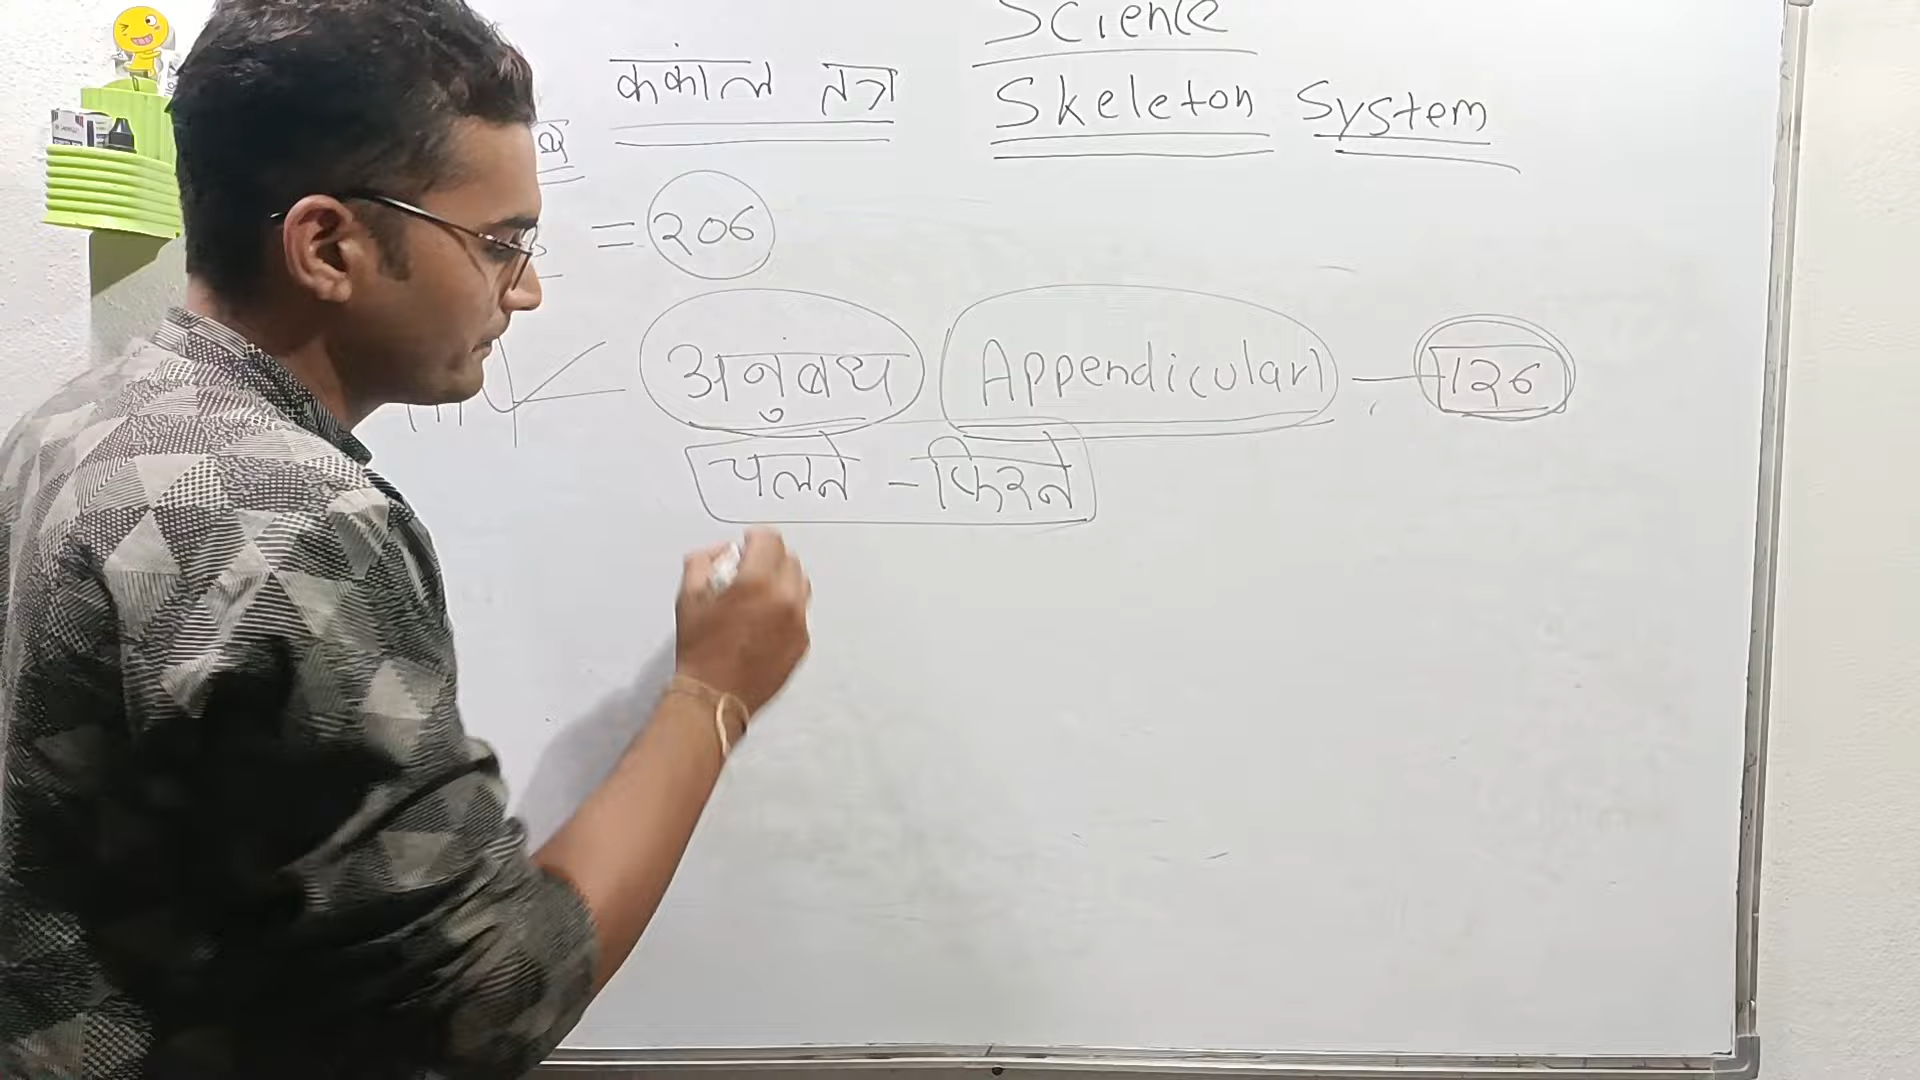 Science
कंकाल तंत्र Skeleton System
= 206
अनुबंध Appendicular - 126
चलने - फिरने